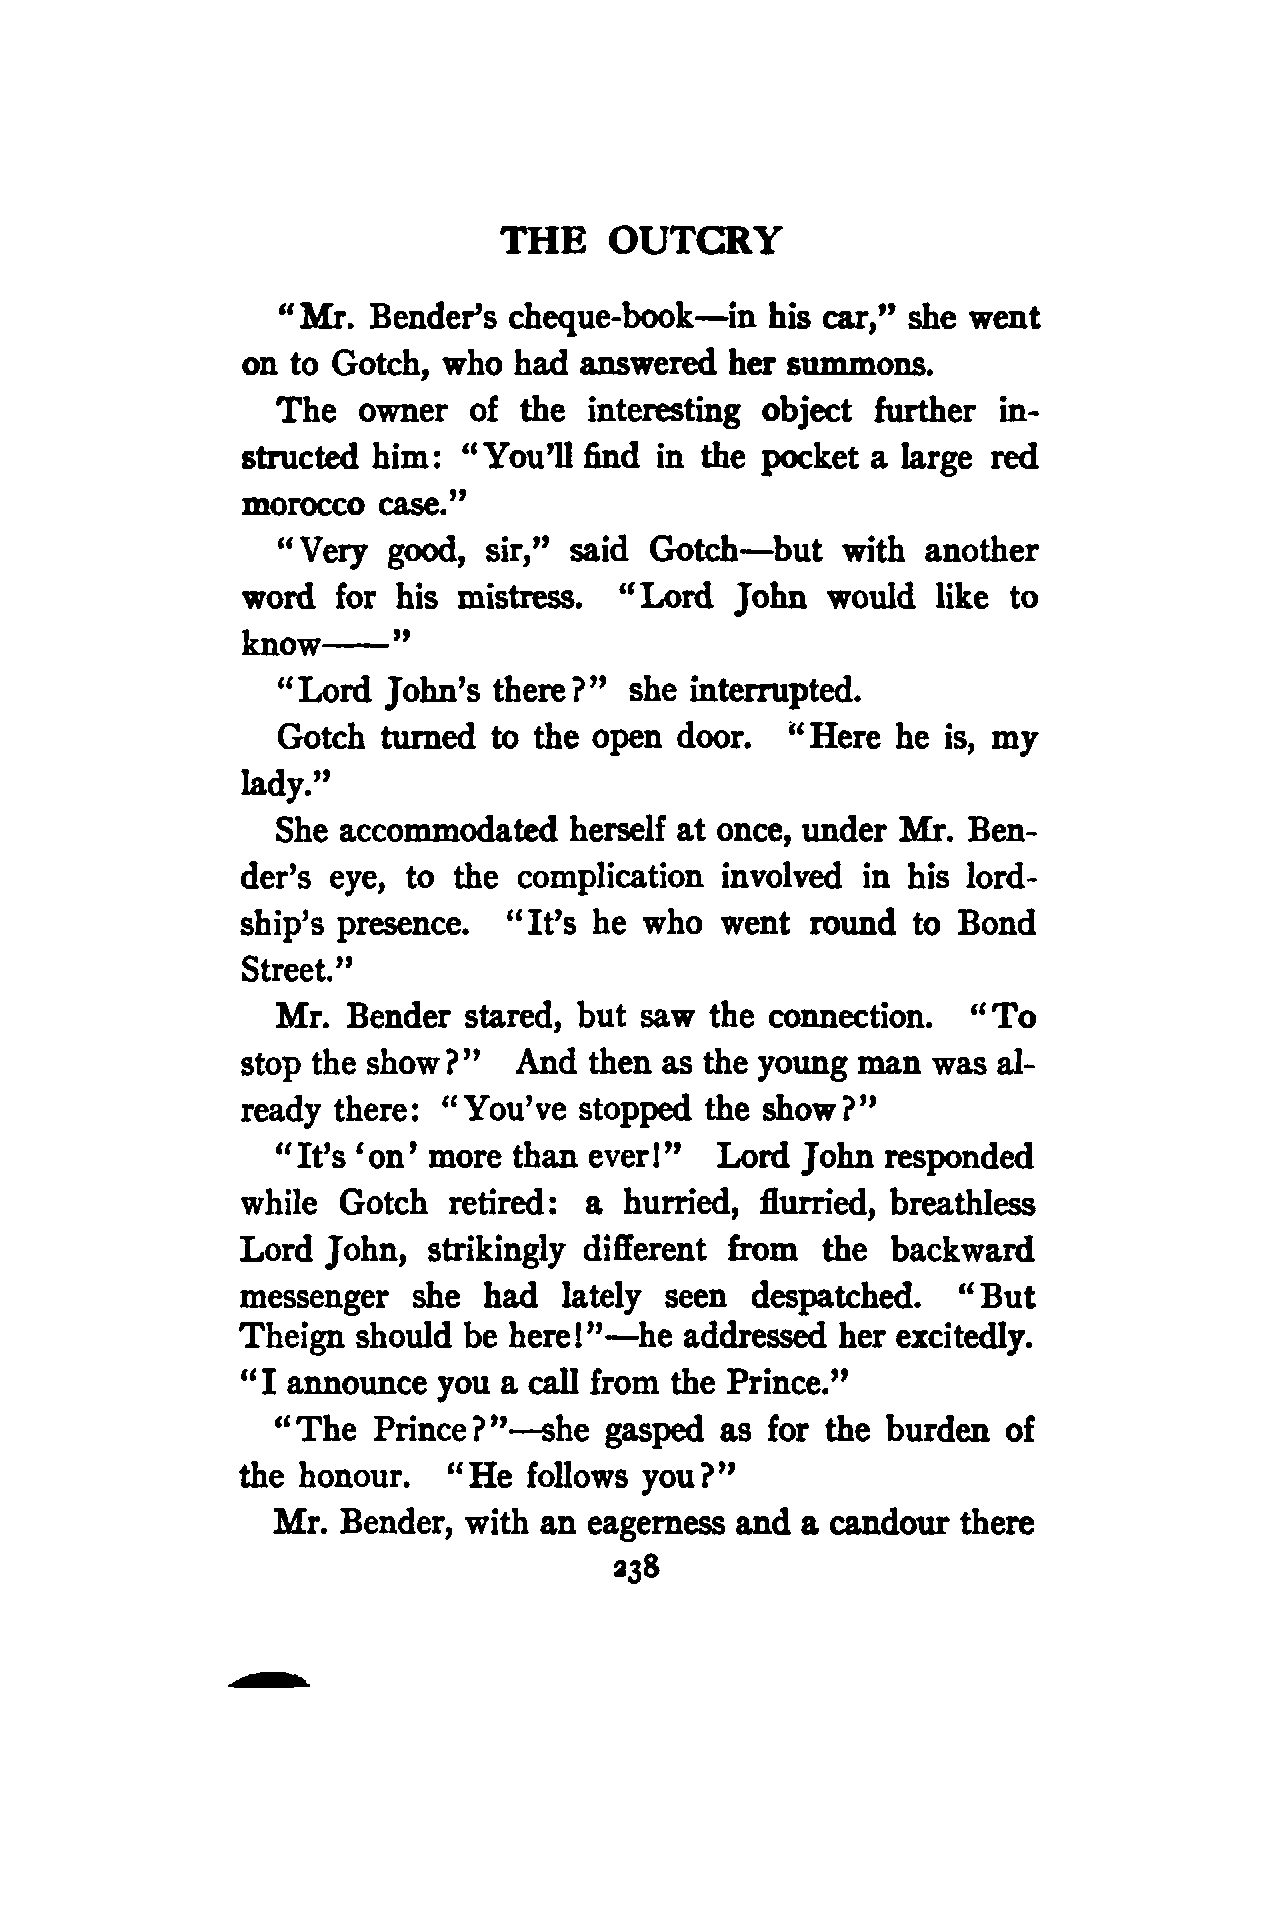 THE OUTCRY
“Mr. Bender’s cheque-book—in his car,” she went
on to Gotch, who had answered her summons.
The owner of the interesting object further in-
structed him: “You’ll find in the pocket a large red
morocco case.”
“Very good, sir,” said Gotch—but with another
word for his mistress. “Lord John would like to
know——”
“Lord John’s there?” she interrupted.
Gotch turned to the open door. “Here he is, my
lady.”
She accommodated herself at once, under Mr. Ben-
der’s eye, to the complication involved in his lord-
ship’s presence. “It’s he who went round to Bond
Street.”
Mr. Bender stared, but saw the connection. “To
stop the show?” And then as the young man was al-
ready there: “You’ve stopped the show?”
“It’s ‘on’ more than ever!” Lord John responded
while Gotch retired: a hurried, flurried, breathless
Lord John, strikingly different from the backward
messenger she had lately seen despatched. “But
Theign should be here!”—he addressed her excitedly.
“I announce you a call from the Prince.”
“The Prince?”—she gasped as for the burden of
the honour. “He follows you?”
Mr. Bender, with an eagerness and a candour there
238